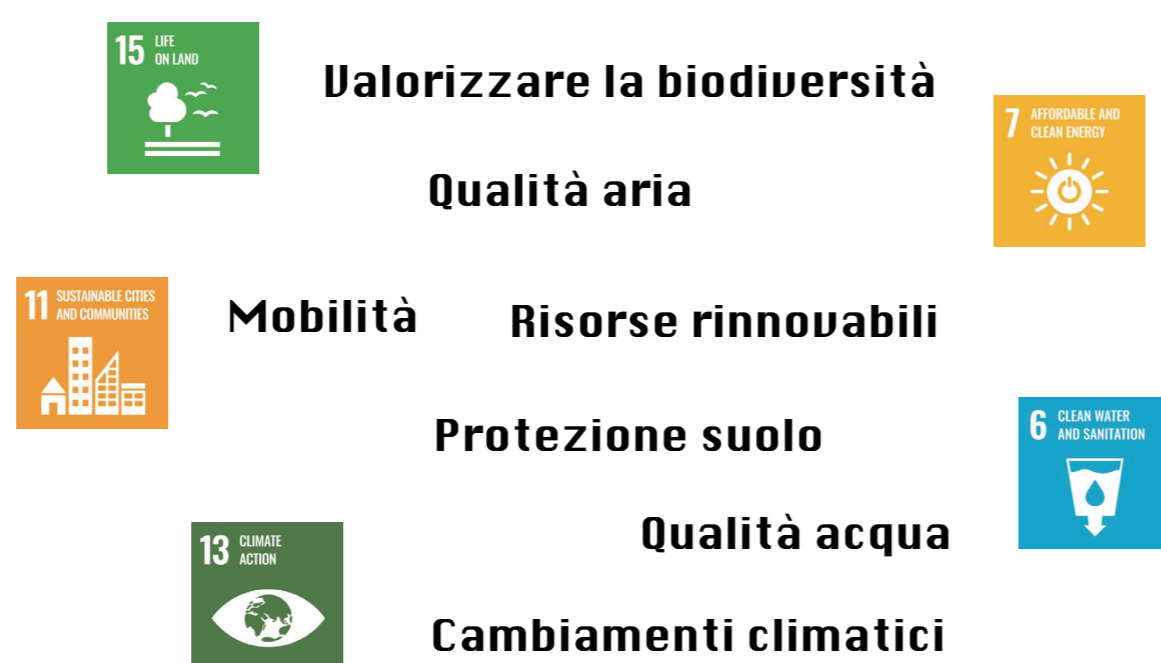 15 LIFE
ON LAND
Valorizzare la biodiversità
7 AFFORDABLE AND
CLEAN ENERGY
Qualità aria
11 SUSTAINABLE CITIES
AND COMMUNITIES
Mobilità
Risorse rinnovabili
6 CLEAN WATER
AND SANITATION
Protezione suolo
Qualità acqua
13 CLIMATE
ACTION
Cambiamenti climatici